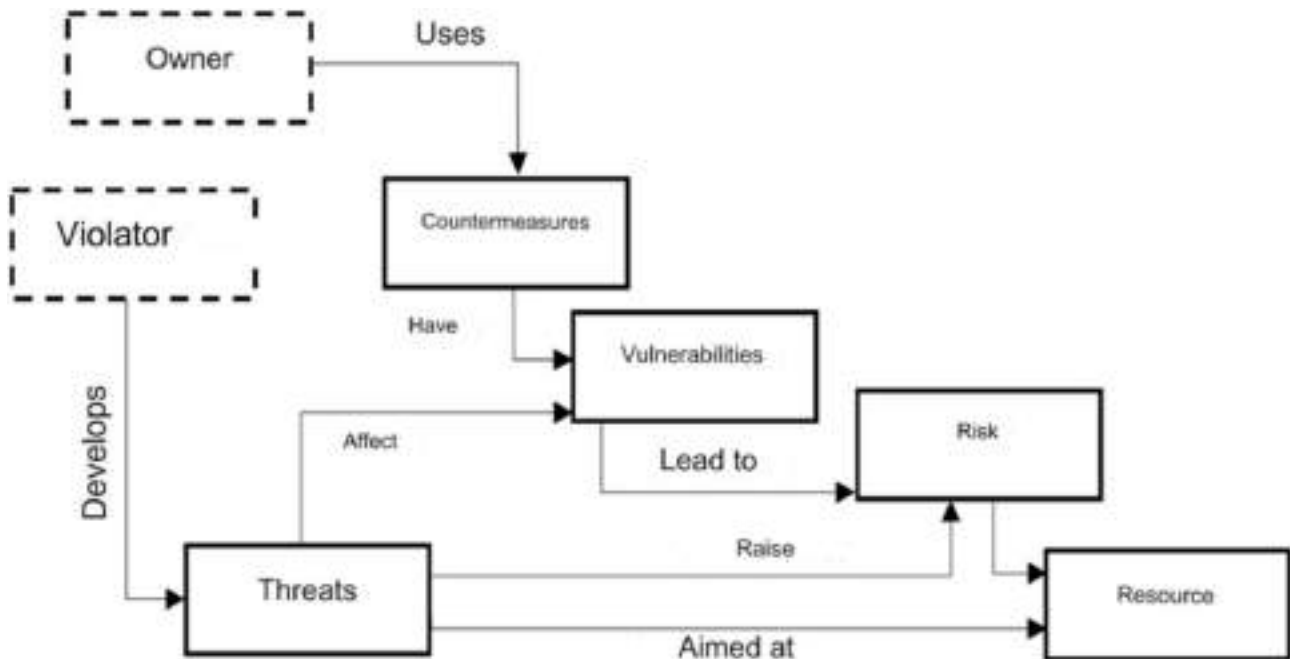 Uses
Owner
Countermeasures
Violator
Have
Vulnerabilities
Develops
Affect
Lead to
Risk
Raise
Threats
Resource
Aimed at